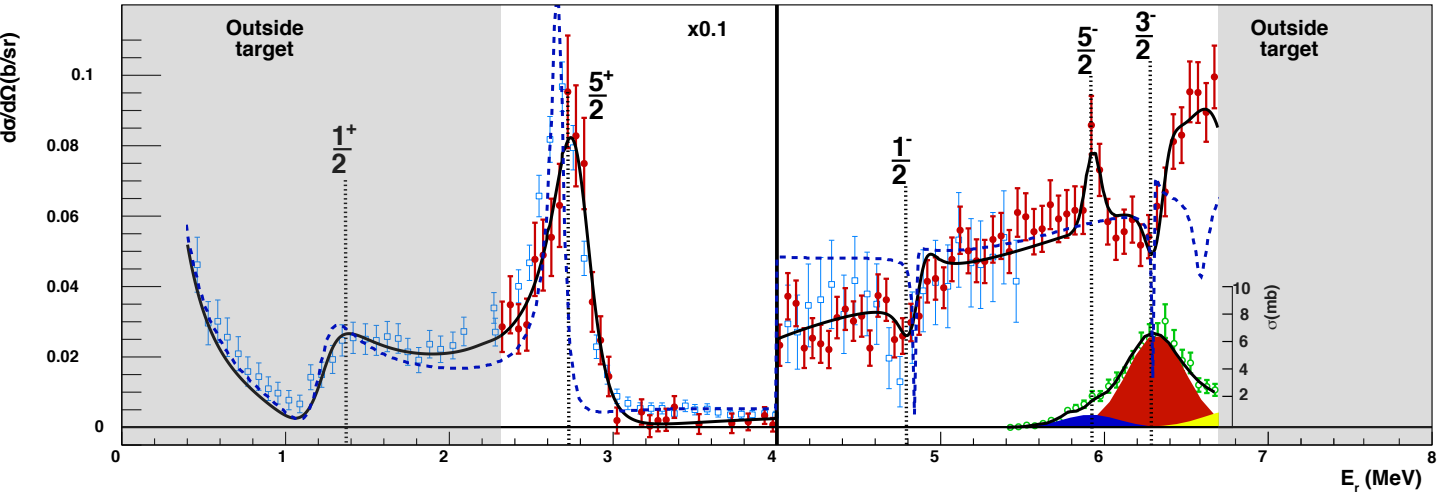 Outside
target
x0.1
Outside
target
dσ/dΩ(b/sr)
0.1
0.08
0.06
0.04
0.02
0
1+
2
5+
2
1-
2
5-
2
3-
2
10
8
6
4
2
σ(mb)
0 1 2 3 4 5 6 7 8
E_r (MeV)